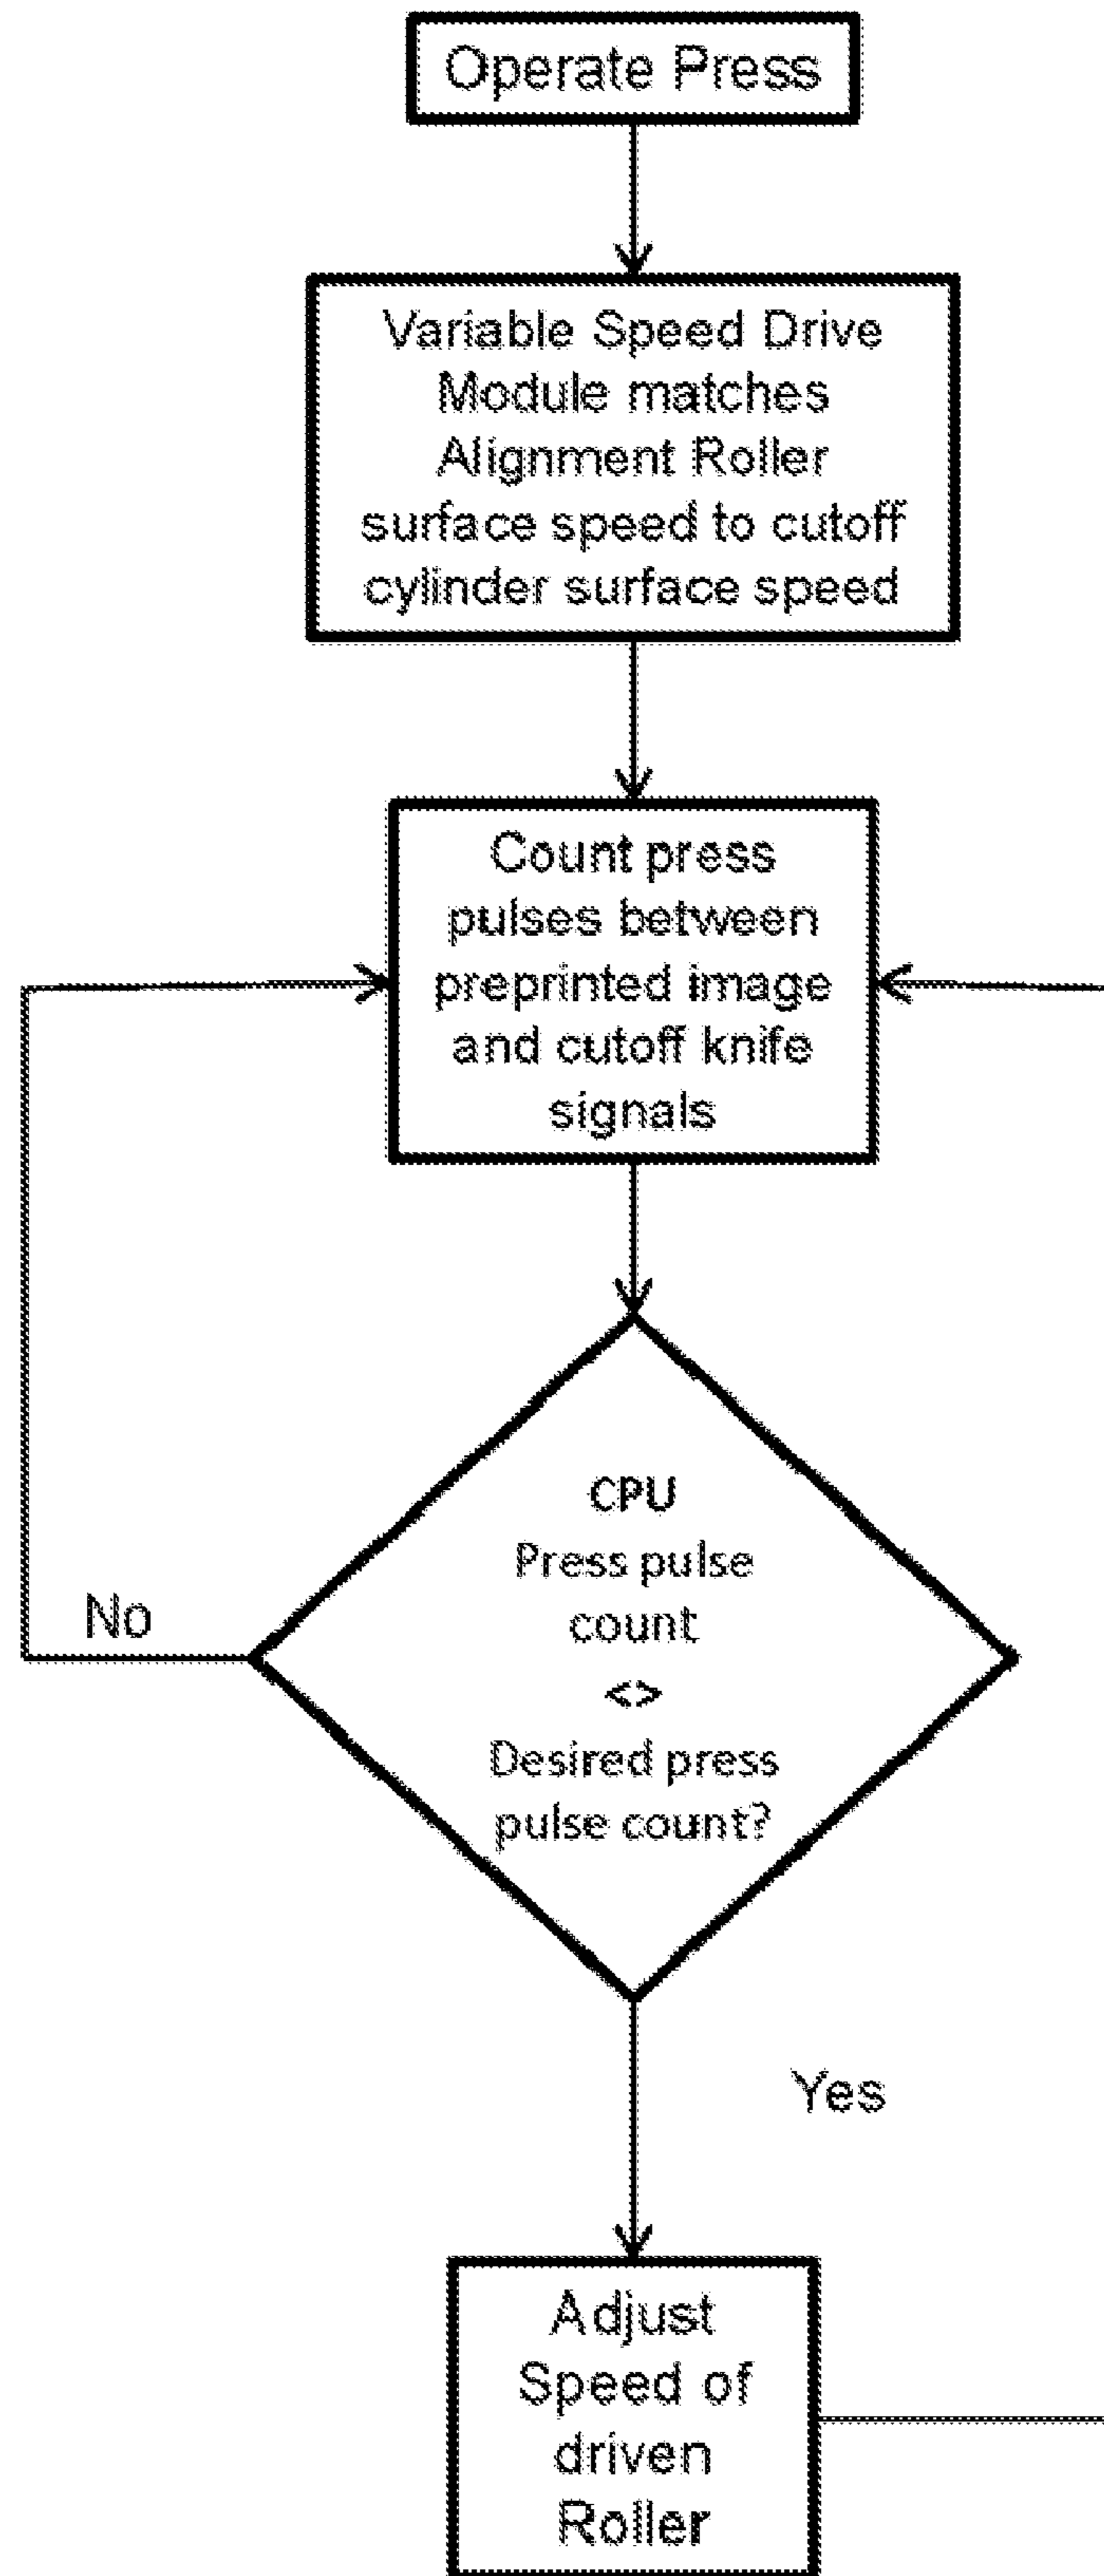 Operate Press
Variable Speed Drive
Module matches
Alignment Roller
surface speed to cutoff
cylinder surface speed
Count press
pulses between
preprinted image
and cutoff knife
signals
CPU
Press pulse
count
<>
Desired press
pulse count?
No
Yes
Adjust
Speed of
driven
Roller